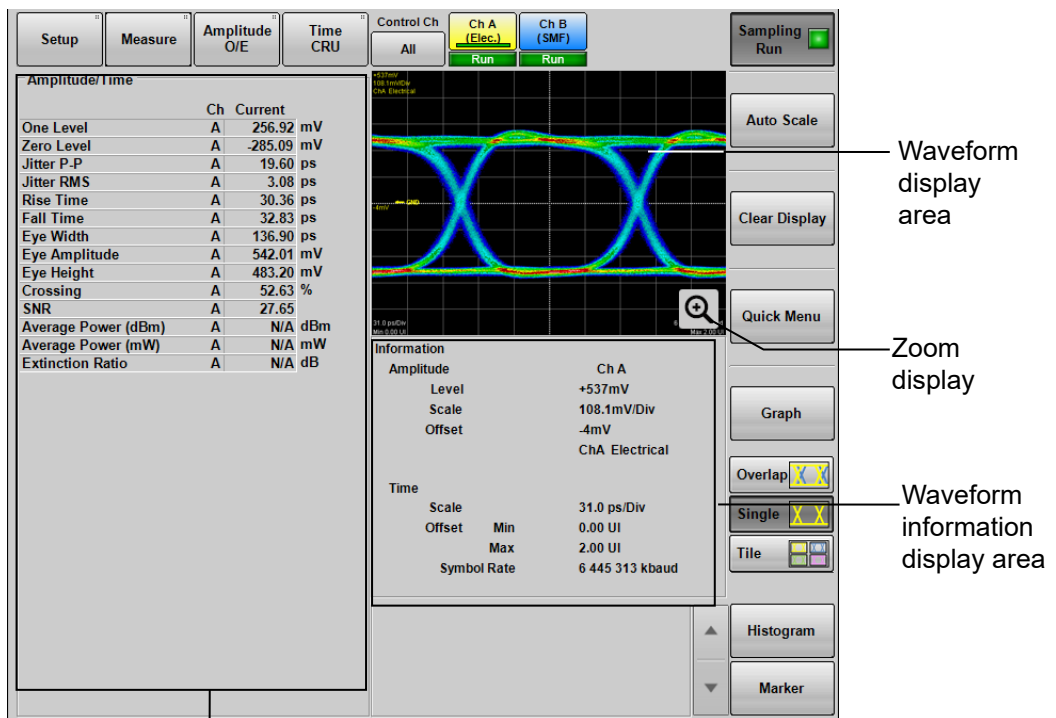 Setup
Measure
Amplitude
O/E
Time
CRU
Control Ch
All
Ch A
(Elec.)
Run
Ch B
(SMF)
Run
Sampling
Run
Amplitude/Time
Ch Current
One Level A 256.92 mV
Zero Level A -285.09 mV
Jitter P-P A 19.60 ps
Jitter RMS A 3.08 ps
Rise Time A 30.36 ps
Fall Time A 32.83 ps
Eye Width A 136.90 ps
Eye Amplitude A 542.01 mV
Eye Height A 483.20 mV
Crossing A 52.63 %
SNR A 27.65
Average Power (dBm) A N/A dBm
Average Power (mW) A N/A mW
Extinction Ratio A N/A dB
+537mV
108.1mV/Div
ChA Electrical
-4mV
GND
31.0 ps/Div
Min 0.00 UI
Max 2.00 UI
Information
Amplitude Ch A
Level +537mV
Scale 108.1mV/Div
Offset -4mV
ChA Electrical
Time
Scale 31.0 ps/Div
Offset Min 0.00 UI
Max 2.00 UI
Symbol Rate 6 445 313 kbaud
Auto Scale
Clear Display
Quick Menu
Graph
Overlap
Single
Tile
Histogram
Marker
Waveform
display
area
Zoom
display
Waveform
information
display area